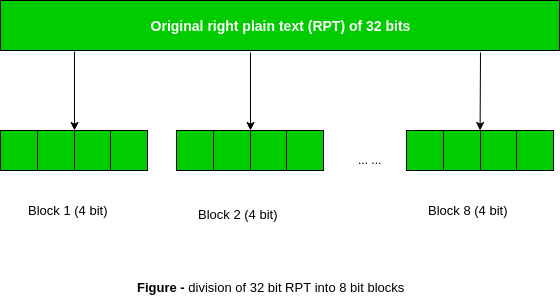 Original right plain text (RPT) of 32 bits
... ...
Block 1 (4 bit)
Block 2 (4 bit)
Block 8 (4 bit)
Figure - division of 32 bit RPT into 8 bit blocks